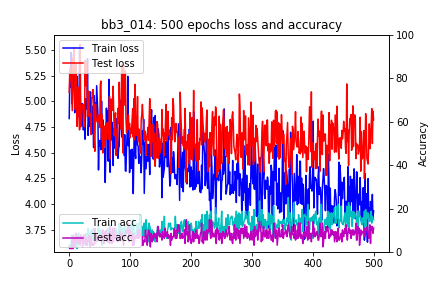 bb3_014: 500 epochs loss and accuracy
Train loss
Test loss
Train acc
Test acc
Loss
5.50
5.25
5.00
4.75
4.50
4.25
4.00
3.75
Accuracy
100
80
60
40
20
0
0
100
200
300
400
500